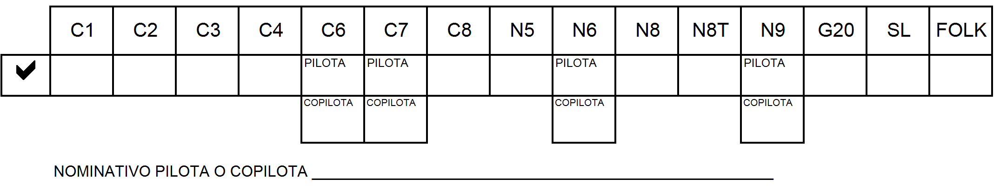 C1 C2 C3 C4 C6 C7 C8 N5 N6 N8 N8T N9 G20 SL FOLK
PILOTA PILOTA PILOTA PILOTA
COPILOTA COPILOTA COPILOTA COPILOTA
NOMINATIVO PILOTA O COPILOTA